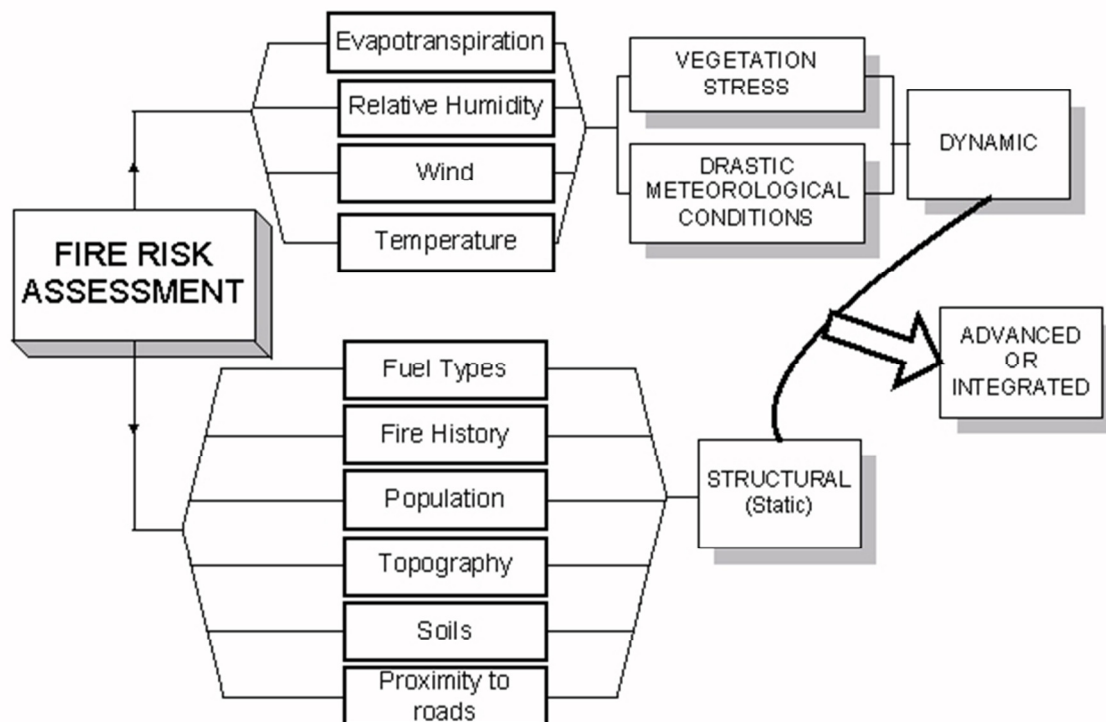 FIRE RISK
ASSESSMENT
Evapotranspiration
Relative Humidity
Wind
Temperature
VEGETATION
STRESS
DRASTIC
METEOROLOGICAL
CONDITIONS
DYNAMIC
ADVANCED
OR
INTEGRATED
Fuel Types
Fire History
Population
Topography
Soils
Proximity to
roads
STRUCTURAL
(Static)